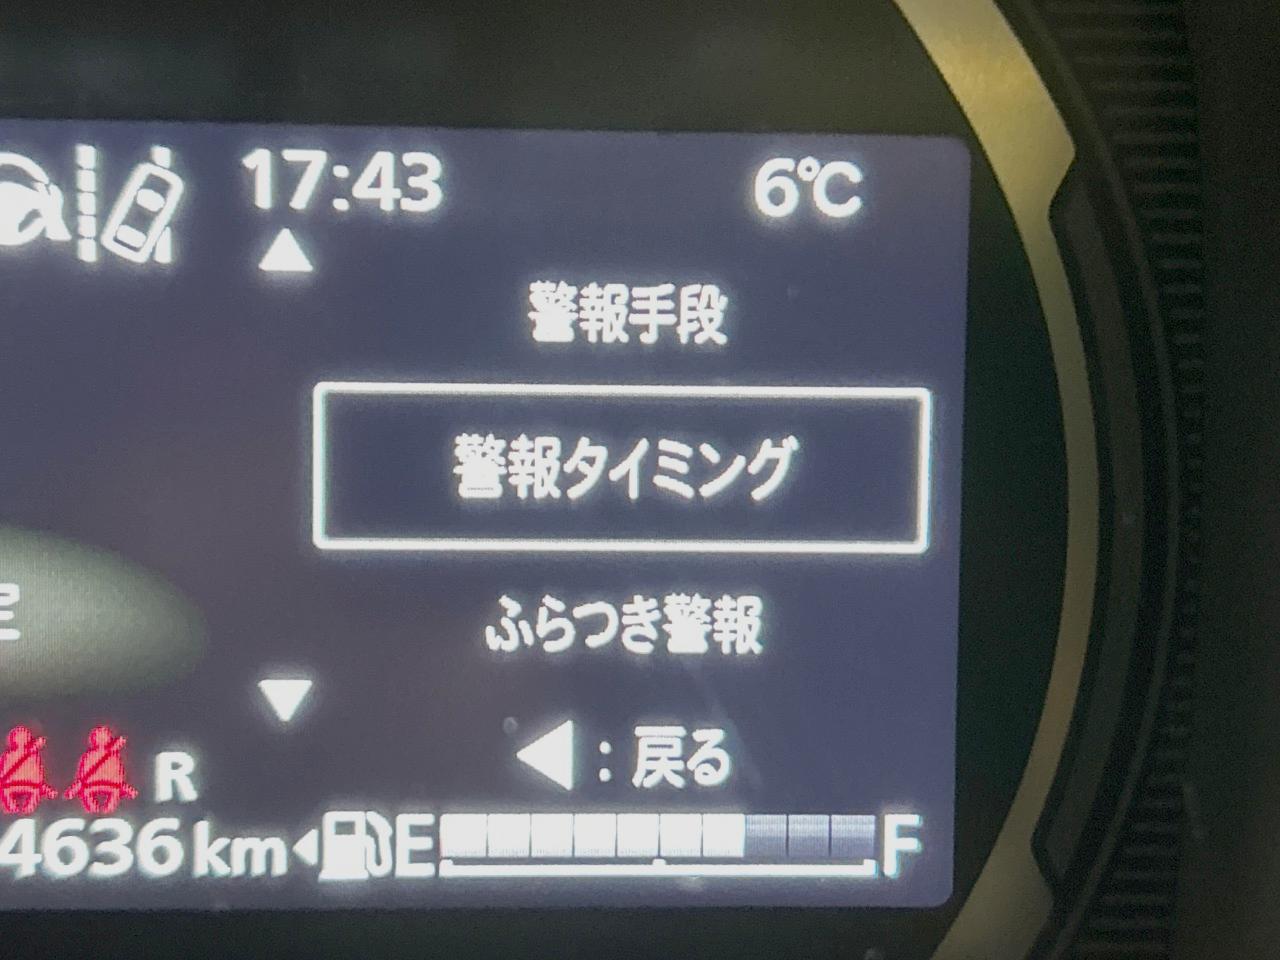 17:43 6℃
警報手段
警報タイミング
ふらつき警報
◀:戻る
R
4636km E F